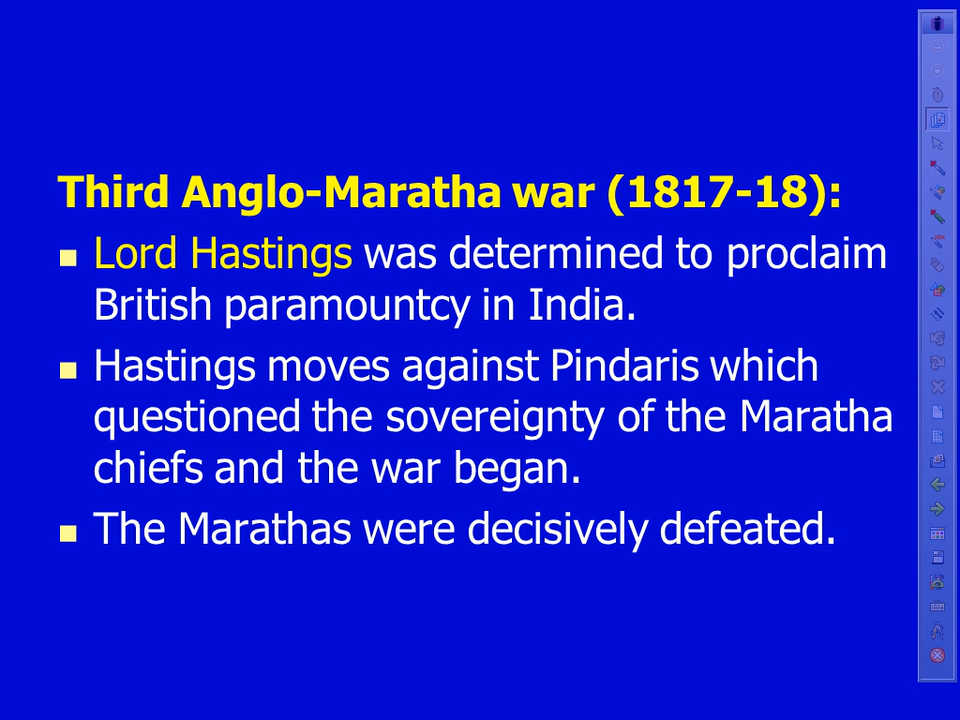 Third Anglo-Maratha war (1817-18):
Lord Hastings was determined to proclaim
British paramountcy in India.
Hastings moves against Pindaris which
questioned the sovereignty of the Maratha
chiefs and the war began.
The Marathas were decisively defeated.